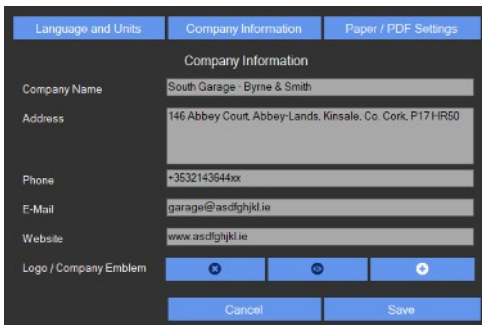 Language and Units Company Information Paper / PDF Settings
Company Information
Company Name South Garage - Byrne & Smith
Address 146 Abbey Court, Abbey-Lands, Kinsale, Co. Cork, P17 HR50
Phone +3532143644xx
E-Mail garage@asdfghjkl.ie
Website www.asdfghjkl.ie
Logo / Company Emblem
Cancel Save